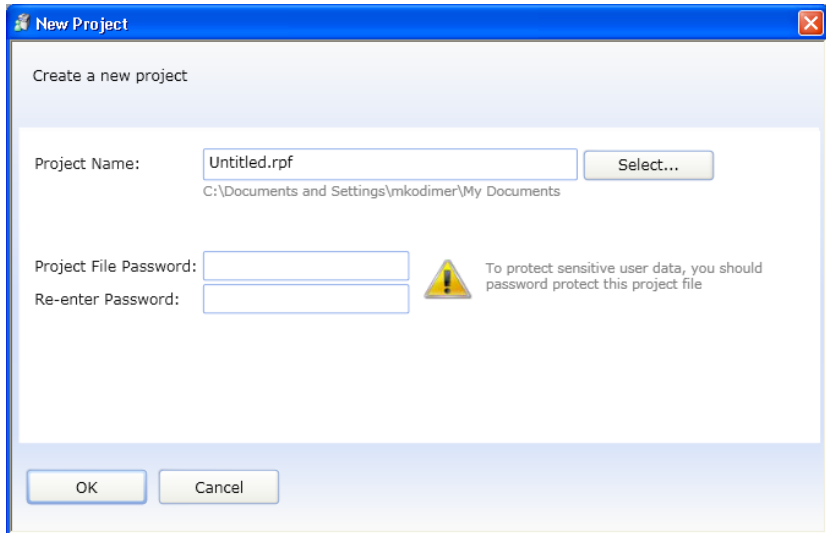 New Project
Create a new project
Project Name:
Untitled.rpf
Select...
C:\Documents and Settings\mkodimer\My Documents
Project File Password:
To protect sensitive user data, you should
password protect this project file
Re-enter Password:
OK
Cancel